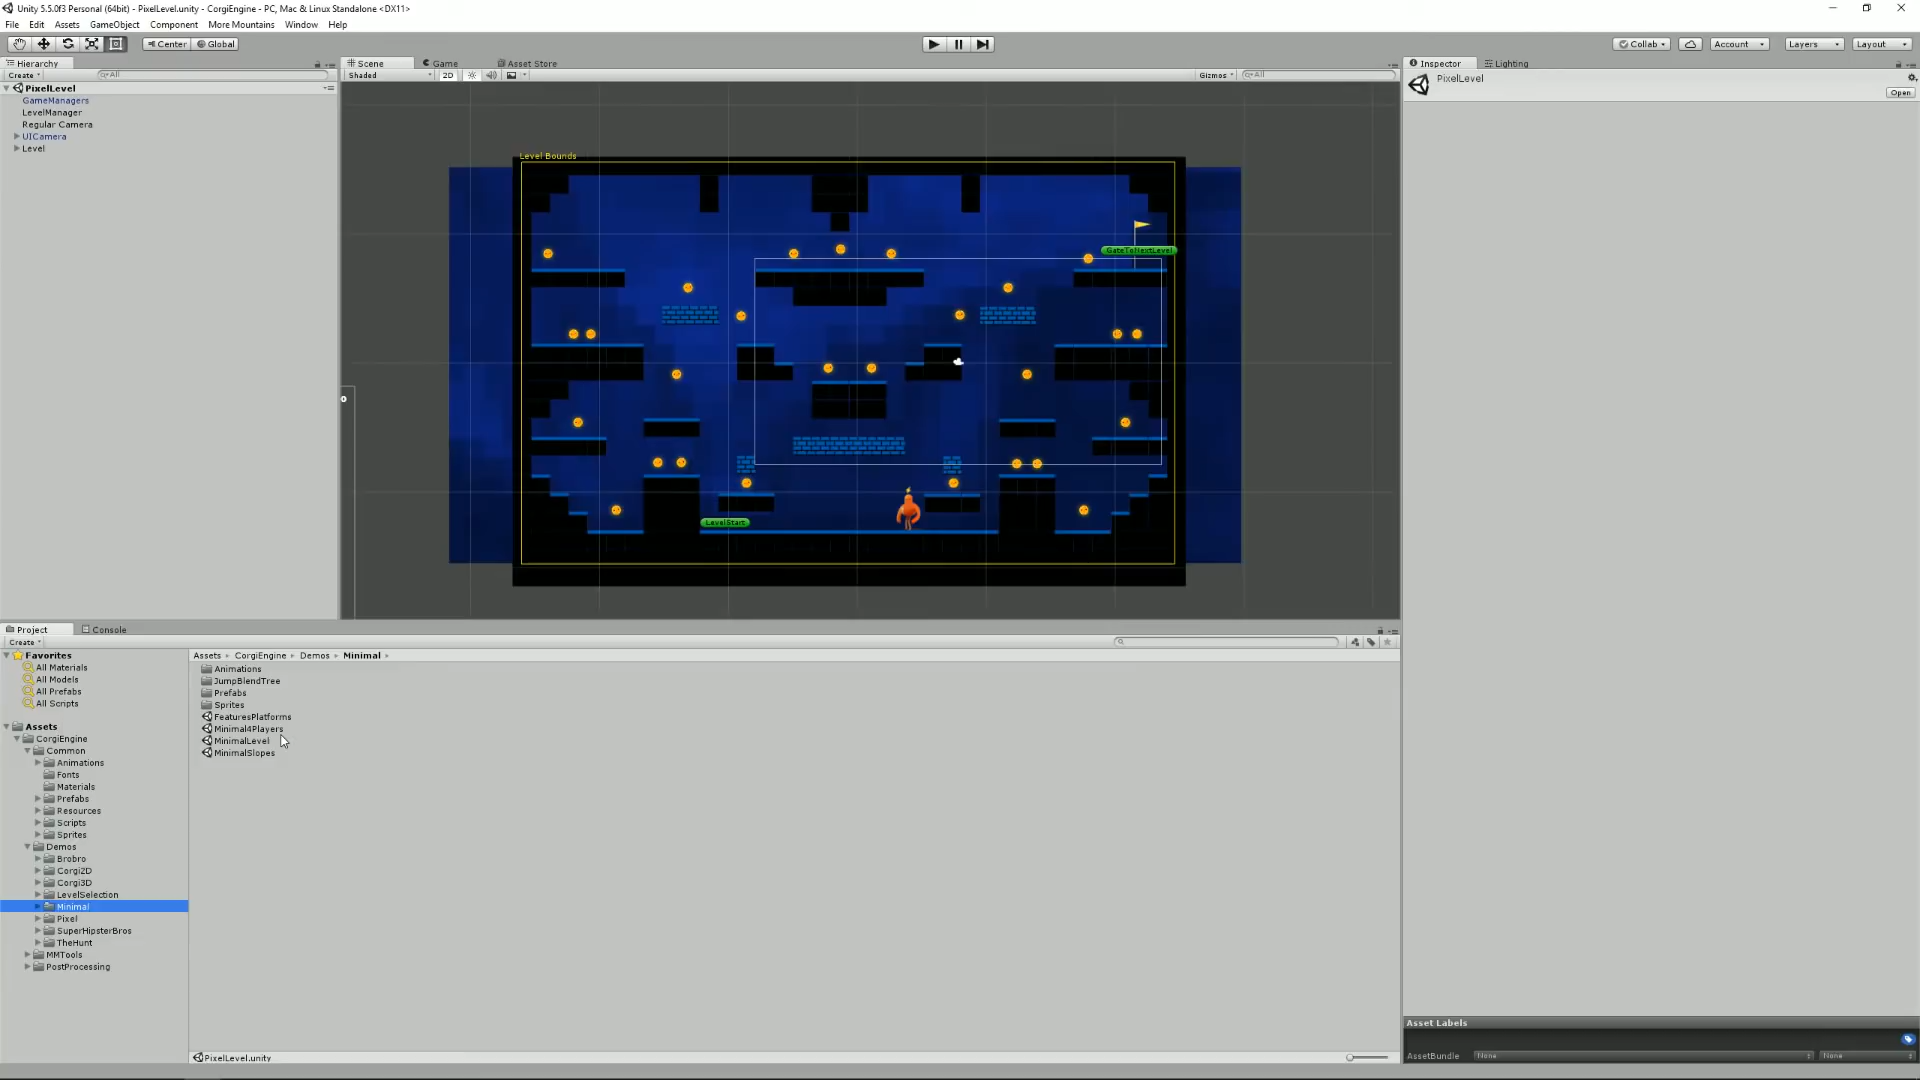 Unity 5.5.0f3 Personal (64bit) - PixelLevel.unity - CorgiEngine - PC, Mac & Linux Standalone <DX11>
File Edit Assets GameObject Component More Mountains Window Help
Center Global Collab Account Layers Layout
Hierarchy Scene Game Asset Store Inspector Lighting
Create All Shaded 2D Gizmos All
PixelLevel
GameManagers
LevelManager
Regular Camera
UICamera
Level
PixelLevel
Open
Level Bounds
GateToNextLevel
LevelStart
Project Console
Create
Favorites
All Materials
All Models
All Prefabs
All Scripts
Assets
CorgiEngine
Common
Animations
Fonts
Materials
Prefabs
Resources
Scripts
Sprites
Demos
Brobro
Corgi2D
Corgi3D
LevelSelection
Minimal
Pixel
SuperHipsterBros
TheHunt
MMTools
PostProcessing
Assets CorgiEngine Demos Minimal
Animations
JumpBlendTree
Prefabs
Sprites
FeaturesPlatforms
Minimal4Players
MinimalLevel
MinimalSlopes
PixelLevel.unity
Asset Labels
AssetBundle None None